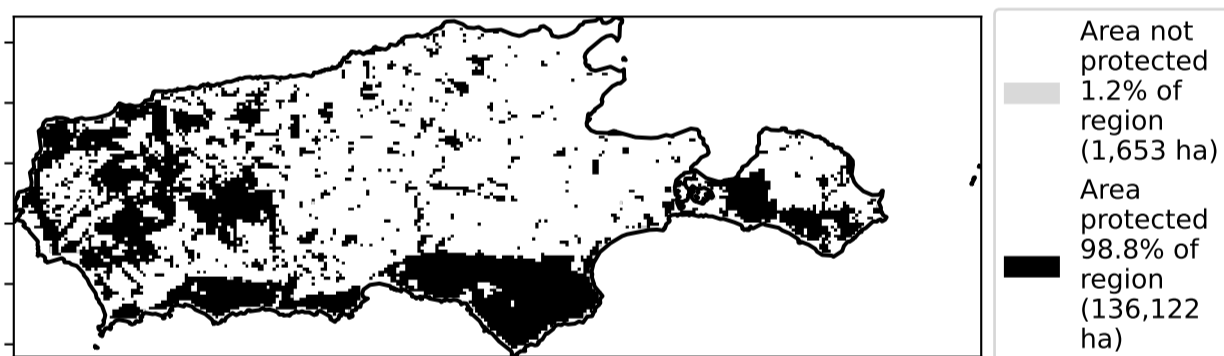 Area not
protected
1.2% of
region
(1,653 ha)
Area
protected
98.8% of
region
(136,122
ha)